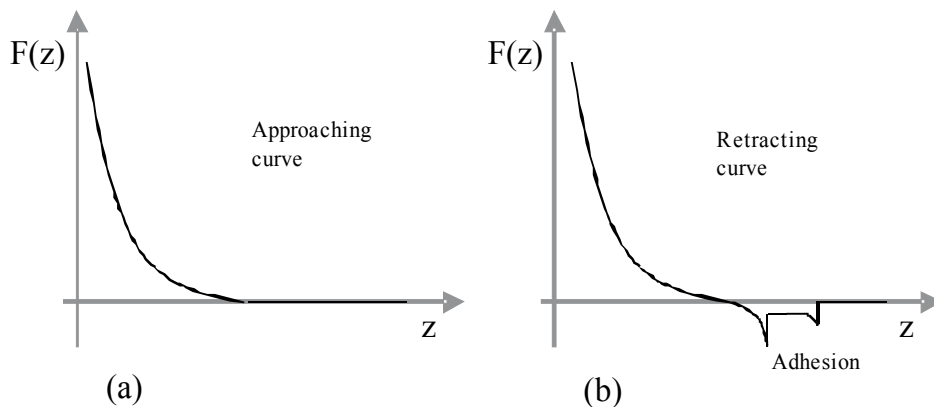 F(z)
Approaching
curve
z
(a)
F(z)
Retracting
curve
z
Adhesion
(b)